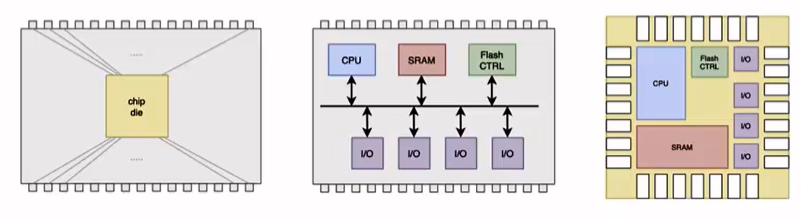 .....
chip
die
.....
CPU
SRAM
Flash
CTRL
I/O
I/O
I/O
I/O
CPU
Flash
CTRL
I/O
I/O
I/O
SRAM
I/O